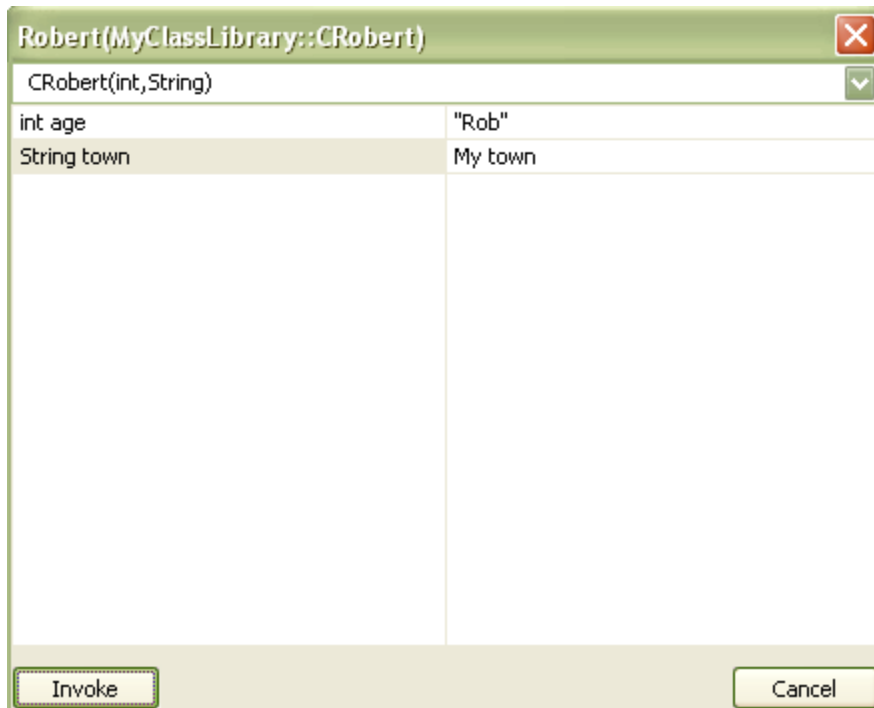 Robert(MyClassLibrary::CRobert)
CRobert(int,String)
int age "Rob"
String town My town
Invoke Cancel